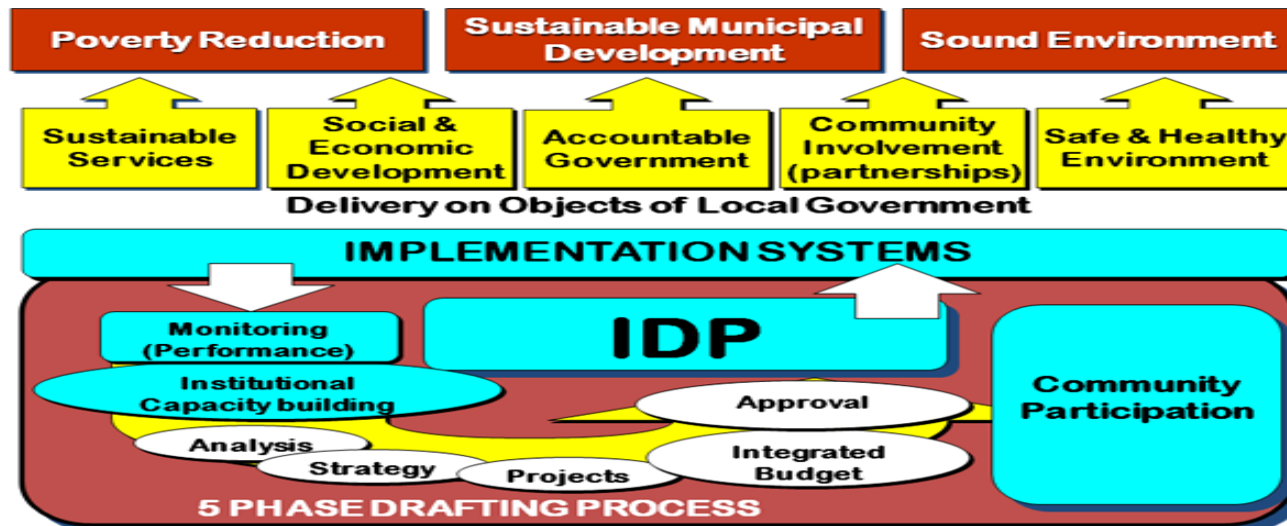 Poverty Reduction
Sustainable Municipal
Development
Sound Environment
Sustainable
Services
Social &
Economic
Development
Accountable
Government
Community
Involvement
(partnerships)
Safe & Healthy
Environment
Delivery on Objects of Local Government
IMPLEMENTATION SYSTEMS
Monitoring
(Performance)
IDP
Institutional
Capacity building
Community
Participation
Approval
Analysis
Strategy
Projects
Integrated
Budget
5 PHASE DRAFTING PROCESS